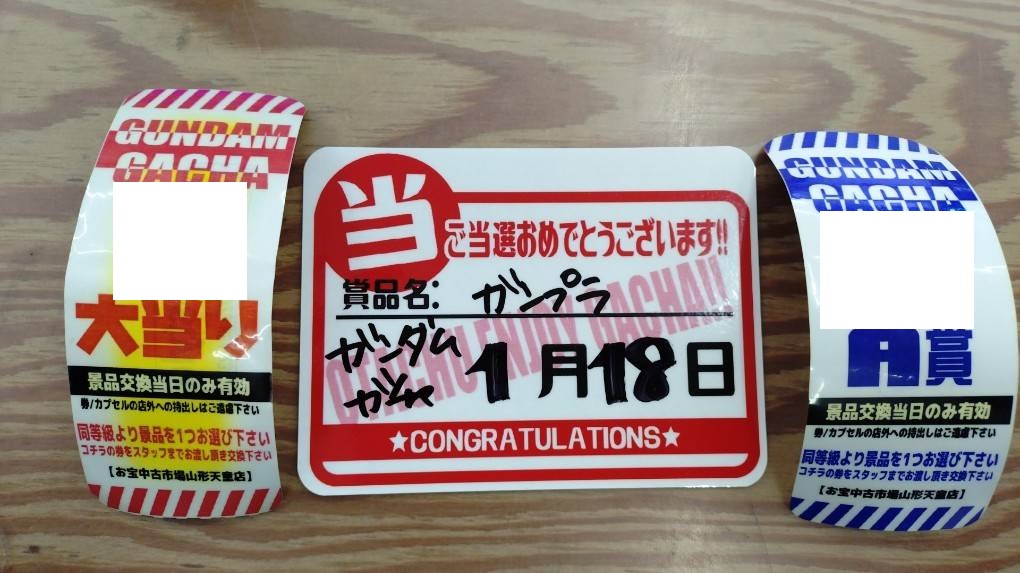 GUNDAM
GACHA
大当り
景品交換当日のみ有効
券/カプセルの店外への持出しはご遠慮下さい
同等級より景品を1つお選び下さい
コチラの券をスタッフまでお渡し頂き交換下さい
【お宝中古市場山形天童店】
当
ご当選おめでとうございます!!
賞品名: ガンプラ
ガンダム
ガチャ
1月18日
★CONGRATULATIONS★
GUNDAM
GACHA
A賞
景品交換当日のみ有効
券/カプセルの店外への持出しはご遠慮下さい
同等級より景品を1つお選び下さい
コチラの券をスタッフまでお渡し頂き交換下さい
【お宝中古市場山形天童店】